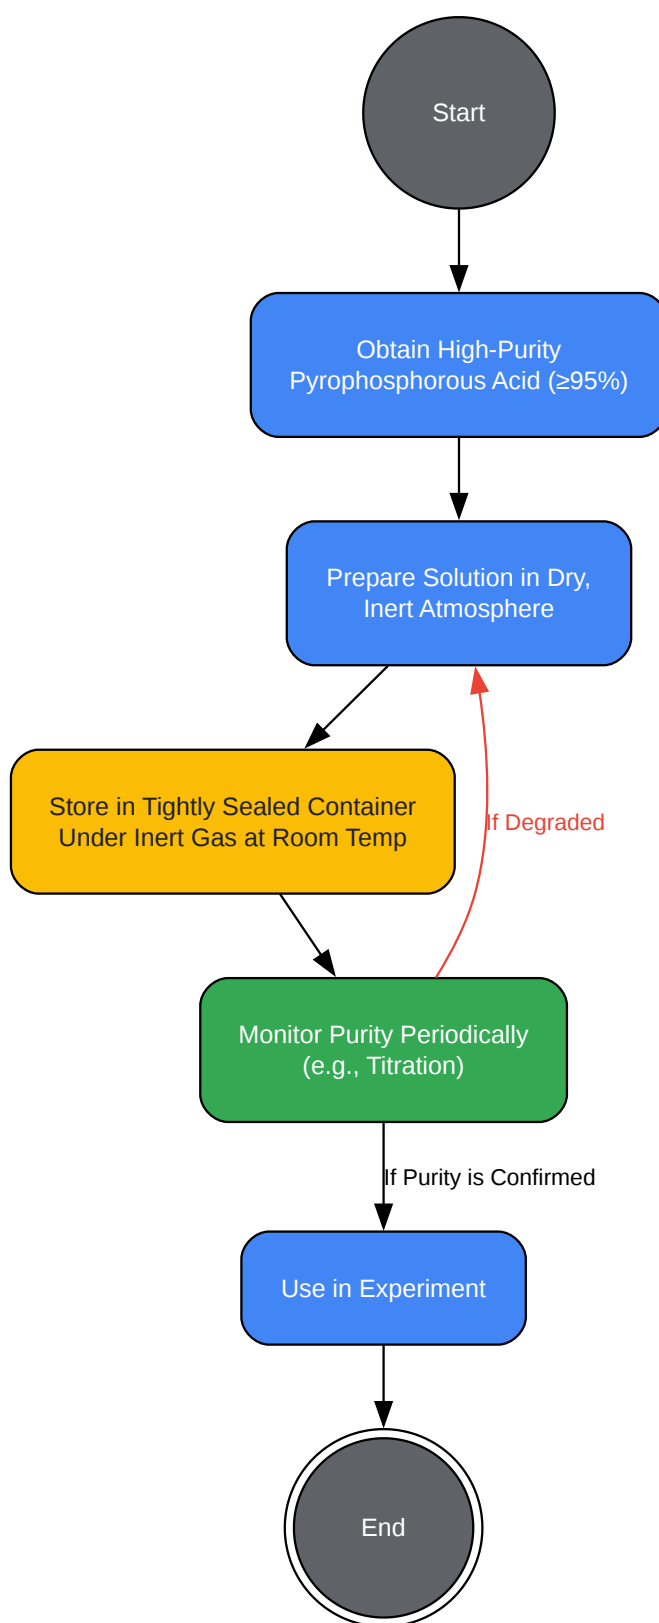 Start
Obtain High-Purity
Pyrophosphorous Acid (≥95%)
Prepare Solution in Dry,
Inert Atmosphere
Store in Tightly Sealed Container
Under Inert Gas at Room Temp
If Degraded
Monitor Purity Periodically
(e.g., Titration)
If Purity is Confirmed
Use in Experiment
End